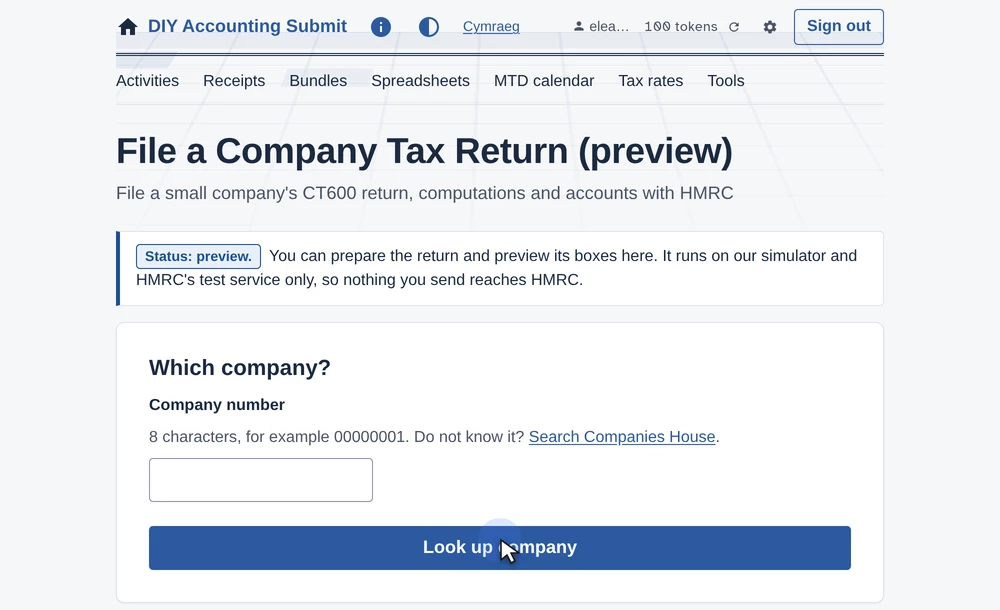 DIY Accounting Submit
Cymraeg
elea...
100 tokens
Sign out
Activities Receipts Bundles Spreadsheets MTD calendar Tax rates Tools
File a Company Tax Return (preview)
File a small company's CT600 return, computations and accounts with HMRC
Status: preview. You can prepare the return and preview its boxes here. It runs on our simulator and
HMRC's test service only, so nothing you send reaches HMRC.
Which company?
Company number
8 characters, for example 00000001. Do not know it? Search Companies House.
Look up company